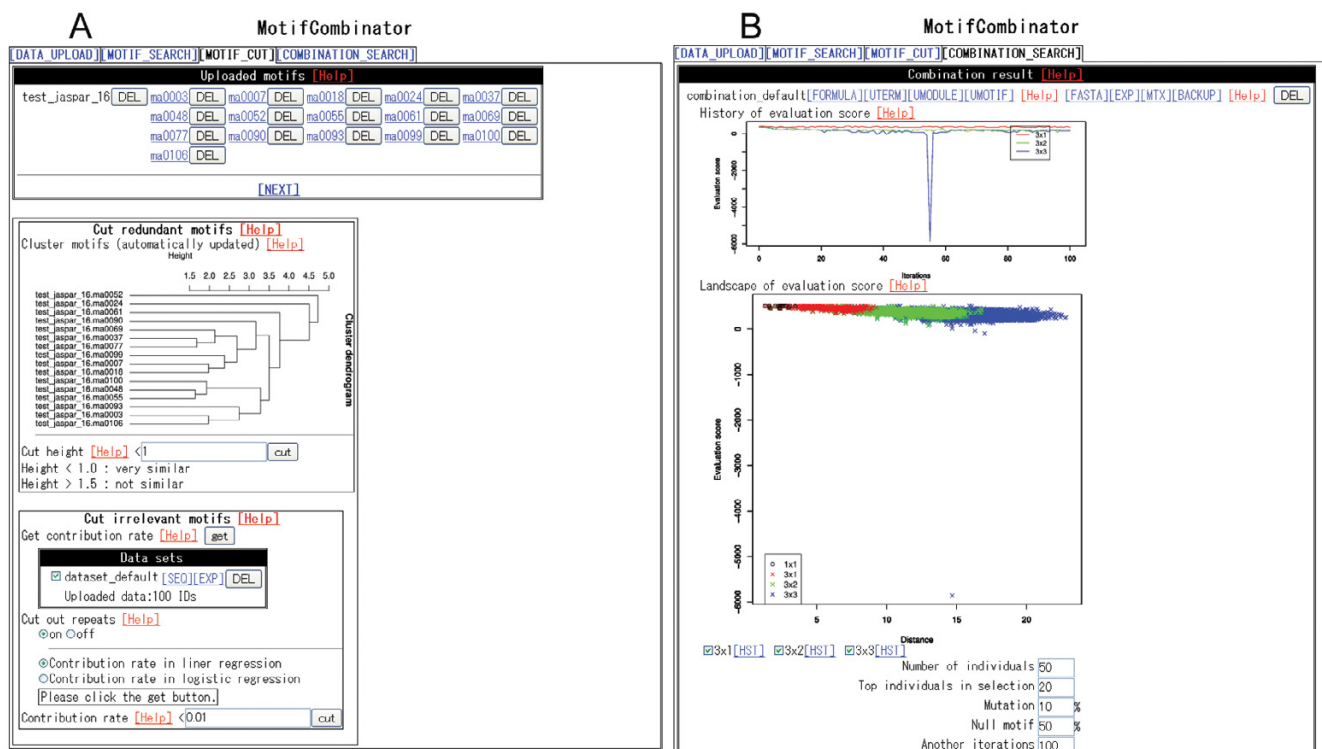 A
MotifCombinator
[DATA_UPLOAD][MOTIF_SEARCH][MOTIF_CUT][COMBINATION_SEARCH]
Uploaded motifs [Help]
test_jaspar_16 DEL ma0003 DEL ma0007 DEL ma0018 DEL ma0024 DEL ma0037 DEL
ma0048 DEL ma0052 DEL ma0055 DEL ma0061 DEL ma0069 DEL
ma0077 DEL ma0090 DEL ma0093 DEL ma0099 DEL ma0100 DEL
ma0106 DEL
[NEXT]
Cut redundant motifs [Help]
Cluster motifs (automatically updated) [Help]
Height
1.5 2.0 2.5 3.0 3.5 4.0 4.5 5.0
test_jaspar_16.ma0052
test_jaspar_16.ma0024
test_jaspar_16.ma0061
test_jaspar_16.ma0090
test_jaspar_16.ma0069
test_jaspar_16.ma0037
test_jaspar_16.ma0077
test_jaspar_16.ma0099
test_jaspar_16.ma0007
test_jaspar_16.ma0018
test_jaspar_16.ma0100
test_jaspar_16.ma0048
test_jaspar_16.ma0055
test_jaspar_16.ma0093
test_jaspar_16.ma0003
test_jaspar_16.ma0106
Cluster dendrogram
Cut height [Help] <1 cut
Height < 1.0 : very similar
Height > 1.5 : not similar
Cut irrelevant motifs [Help]
Get contribution rate [Help] get
Data sets
dataset_default [SEQ][EXP] DEL
Uploaded data:100 IDs
Cut out repeats [Help]
on off
Contribution rate in liner regression
Contribution rate in logistic regression
Please click the get button.
Contribution rate [Help] <0.01 cut
B
MotifCombinator
[DATA_UPLOAD][MOTIF_SEARCH][MOTIF_CUT][COMBINATION_SEARCH]
Combination result [Help]
combination_default[FORMULA][UTERM][UMODULE][UMOTIF] [Help] [FASTA][EXP][MTX][BACKUP] [Help] DEL
History of evaluation score [Help]
Evaluation score
0
-2000
-4000
-6000
3x1
3x2
3x3
0 20 40 60 80 100
Iterations
Landscape of evaluation score [Help]
Evaluation score
0
-1000
-2000
-3000
-4000
-5000
-6000
1x1
3x1
3x2
3x3
5 10 15 20
Distance
3x1[HST] 3x2[HST] 3x3[HST]
Number of individuals 50
Top individuals in selection 20
Mutation 10 %
Null motif 50 %
Another iterations 100